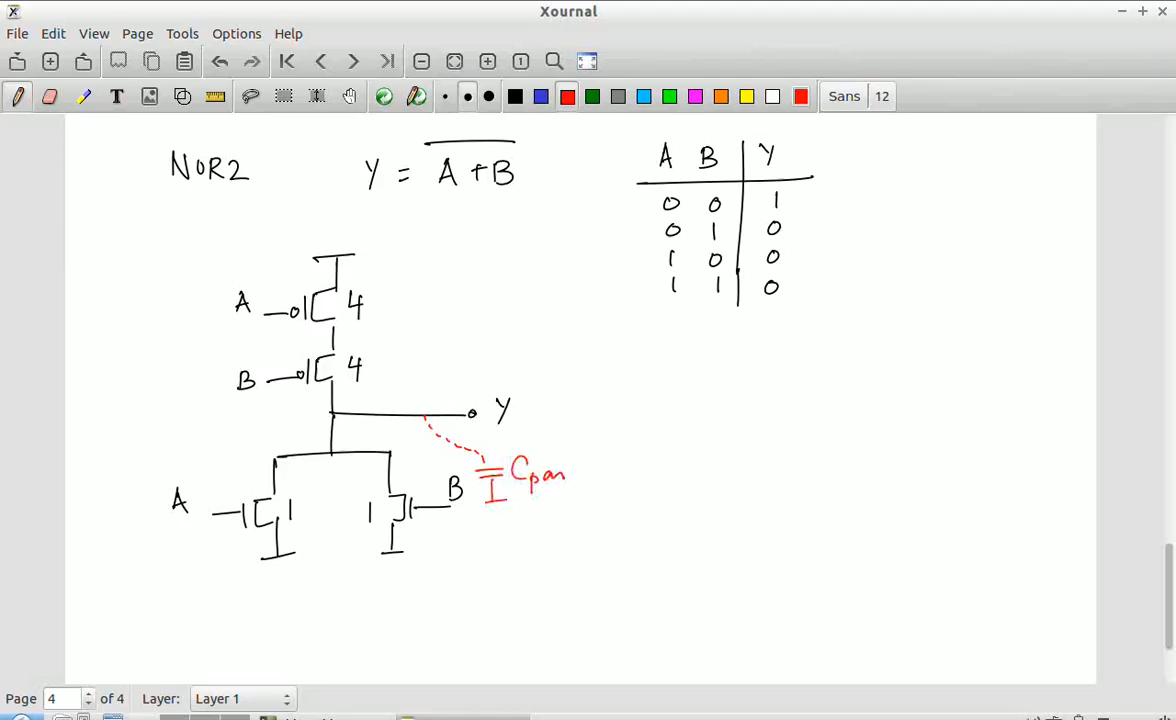 Xournal
File Edit View Page Tools Options Help
Sans 12
NOR2 Y = \overline{A + B}
A B Y
0 0 1
0 1 0
1 0 0
1 1 0
A 4
B 4
Y
Cpar
A 1 1 B
Page 4 of 4 Layer: Layer 1